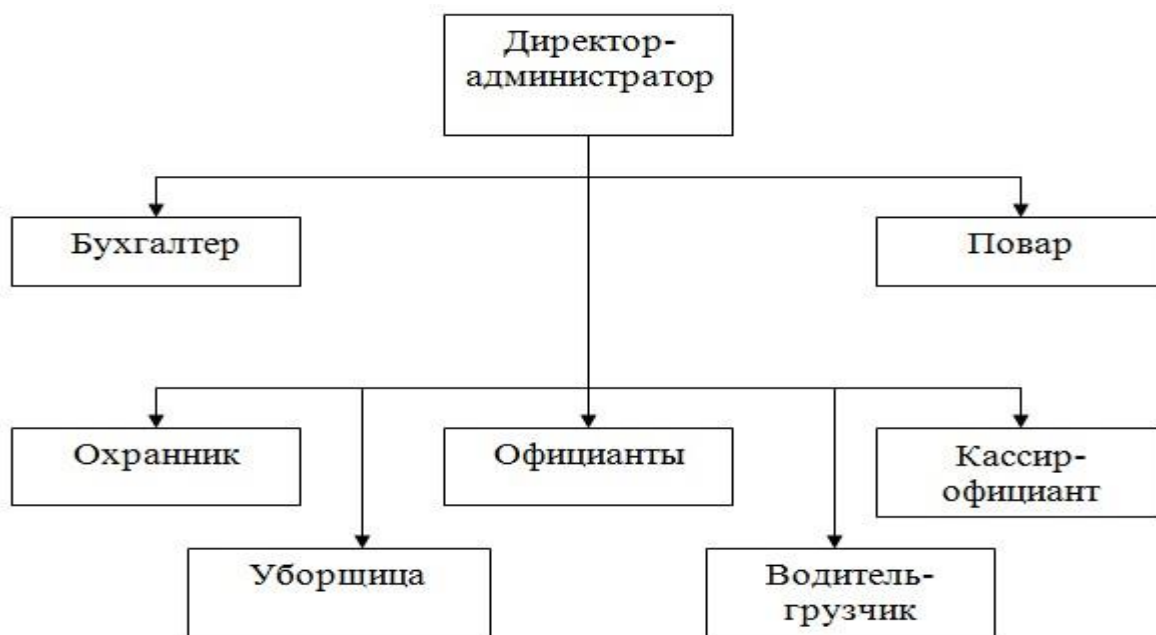 Директор-
администратор
Бухгалтер
Повар
Охранник
Официанты
Кассир-
официант
Уборщица
Водитель-
грузчик